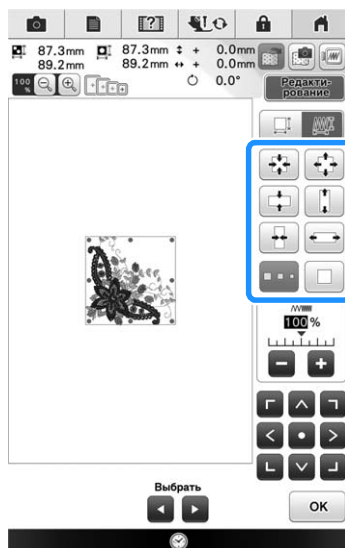 87.3mm 87.3mm + 0.0mm
89.2mm 89.2mm + 0.0mm
100 % 0.0°
Редакти-
рование
100 %
Выбрать
OK